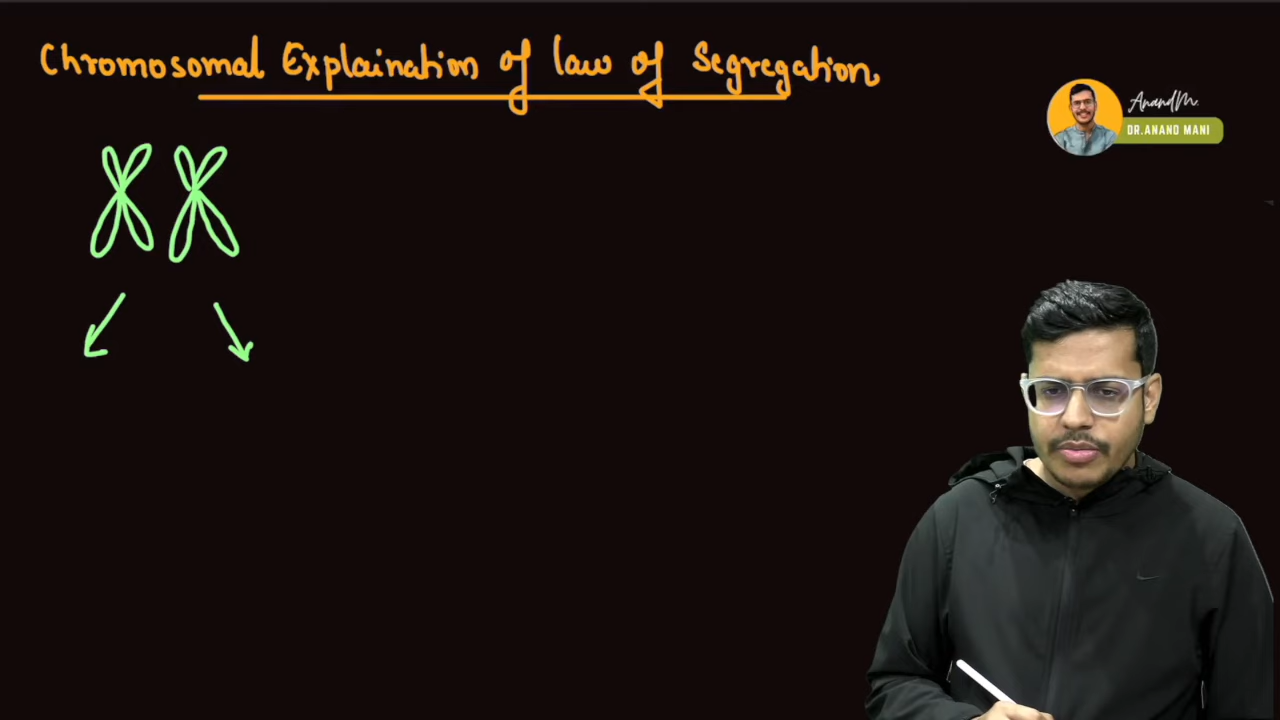 Chromosomal Explaination of law of Segregation
AnandM.
DR.ANAND MANI